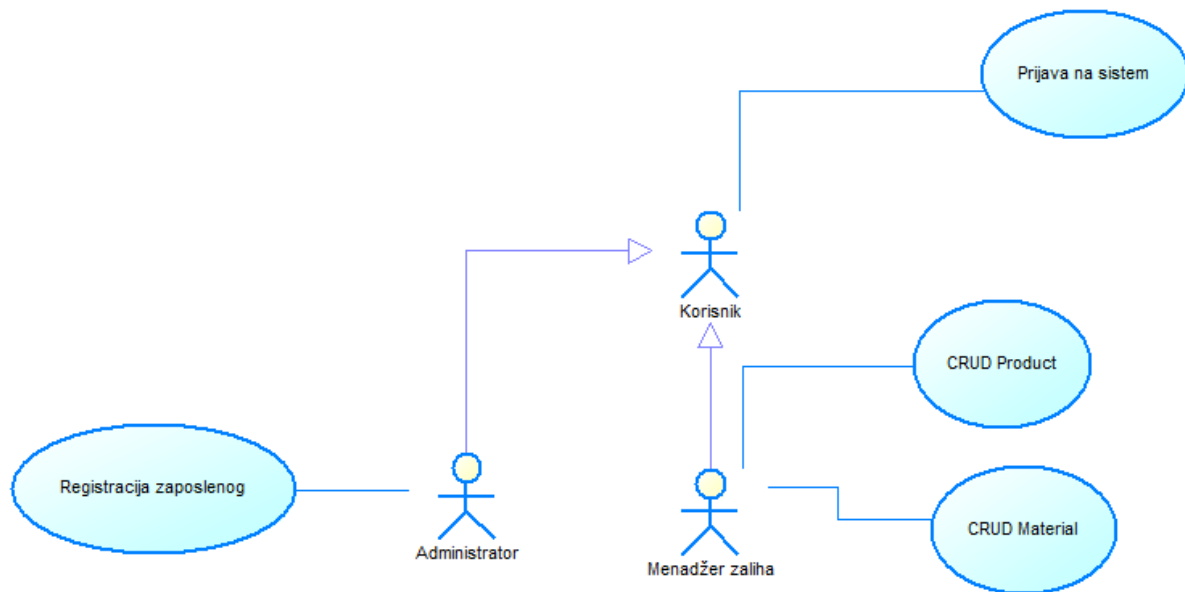 Prijava na sistem
Korisnik
CRUD Product
Registracija zaposlenog
CRUD Material
Administrator
Menadžer zaliha